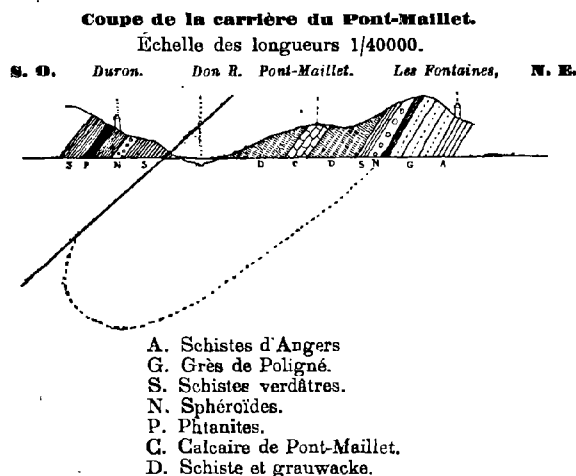 Coupe de la carrière du Pont-Maillet.
Échelle des longueurs 1/40000.
S. O. Duron. Don R. Pont-Maillet. Les Fontaines, N. E.
S P N S D C D S N G A
A. Schistes d'Angers
G. Grès de Poligné.
S. Schistes verdâtres.
N. Sphéroïdes.
P. Phtanites.
C. Calcaire de Pont-Maillet.
D. Schiste et grauwacke.